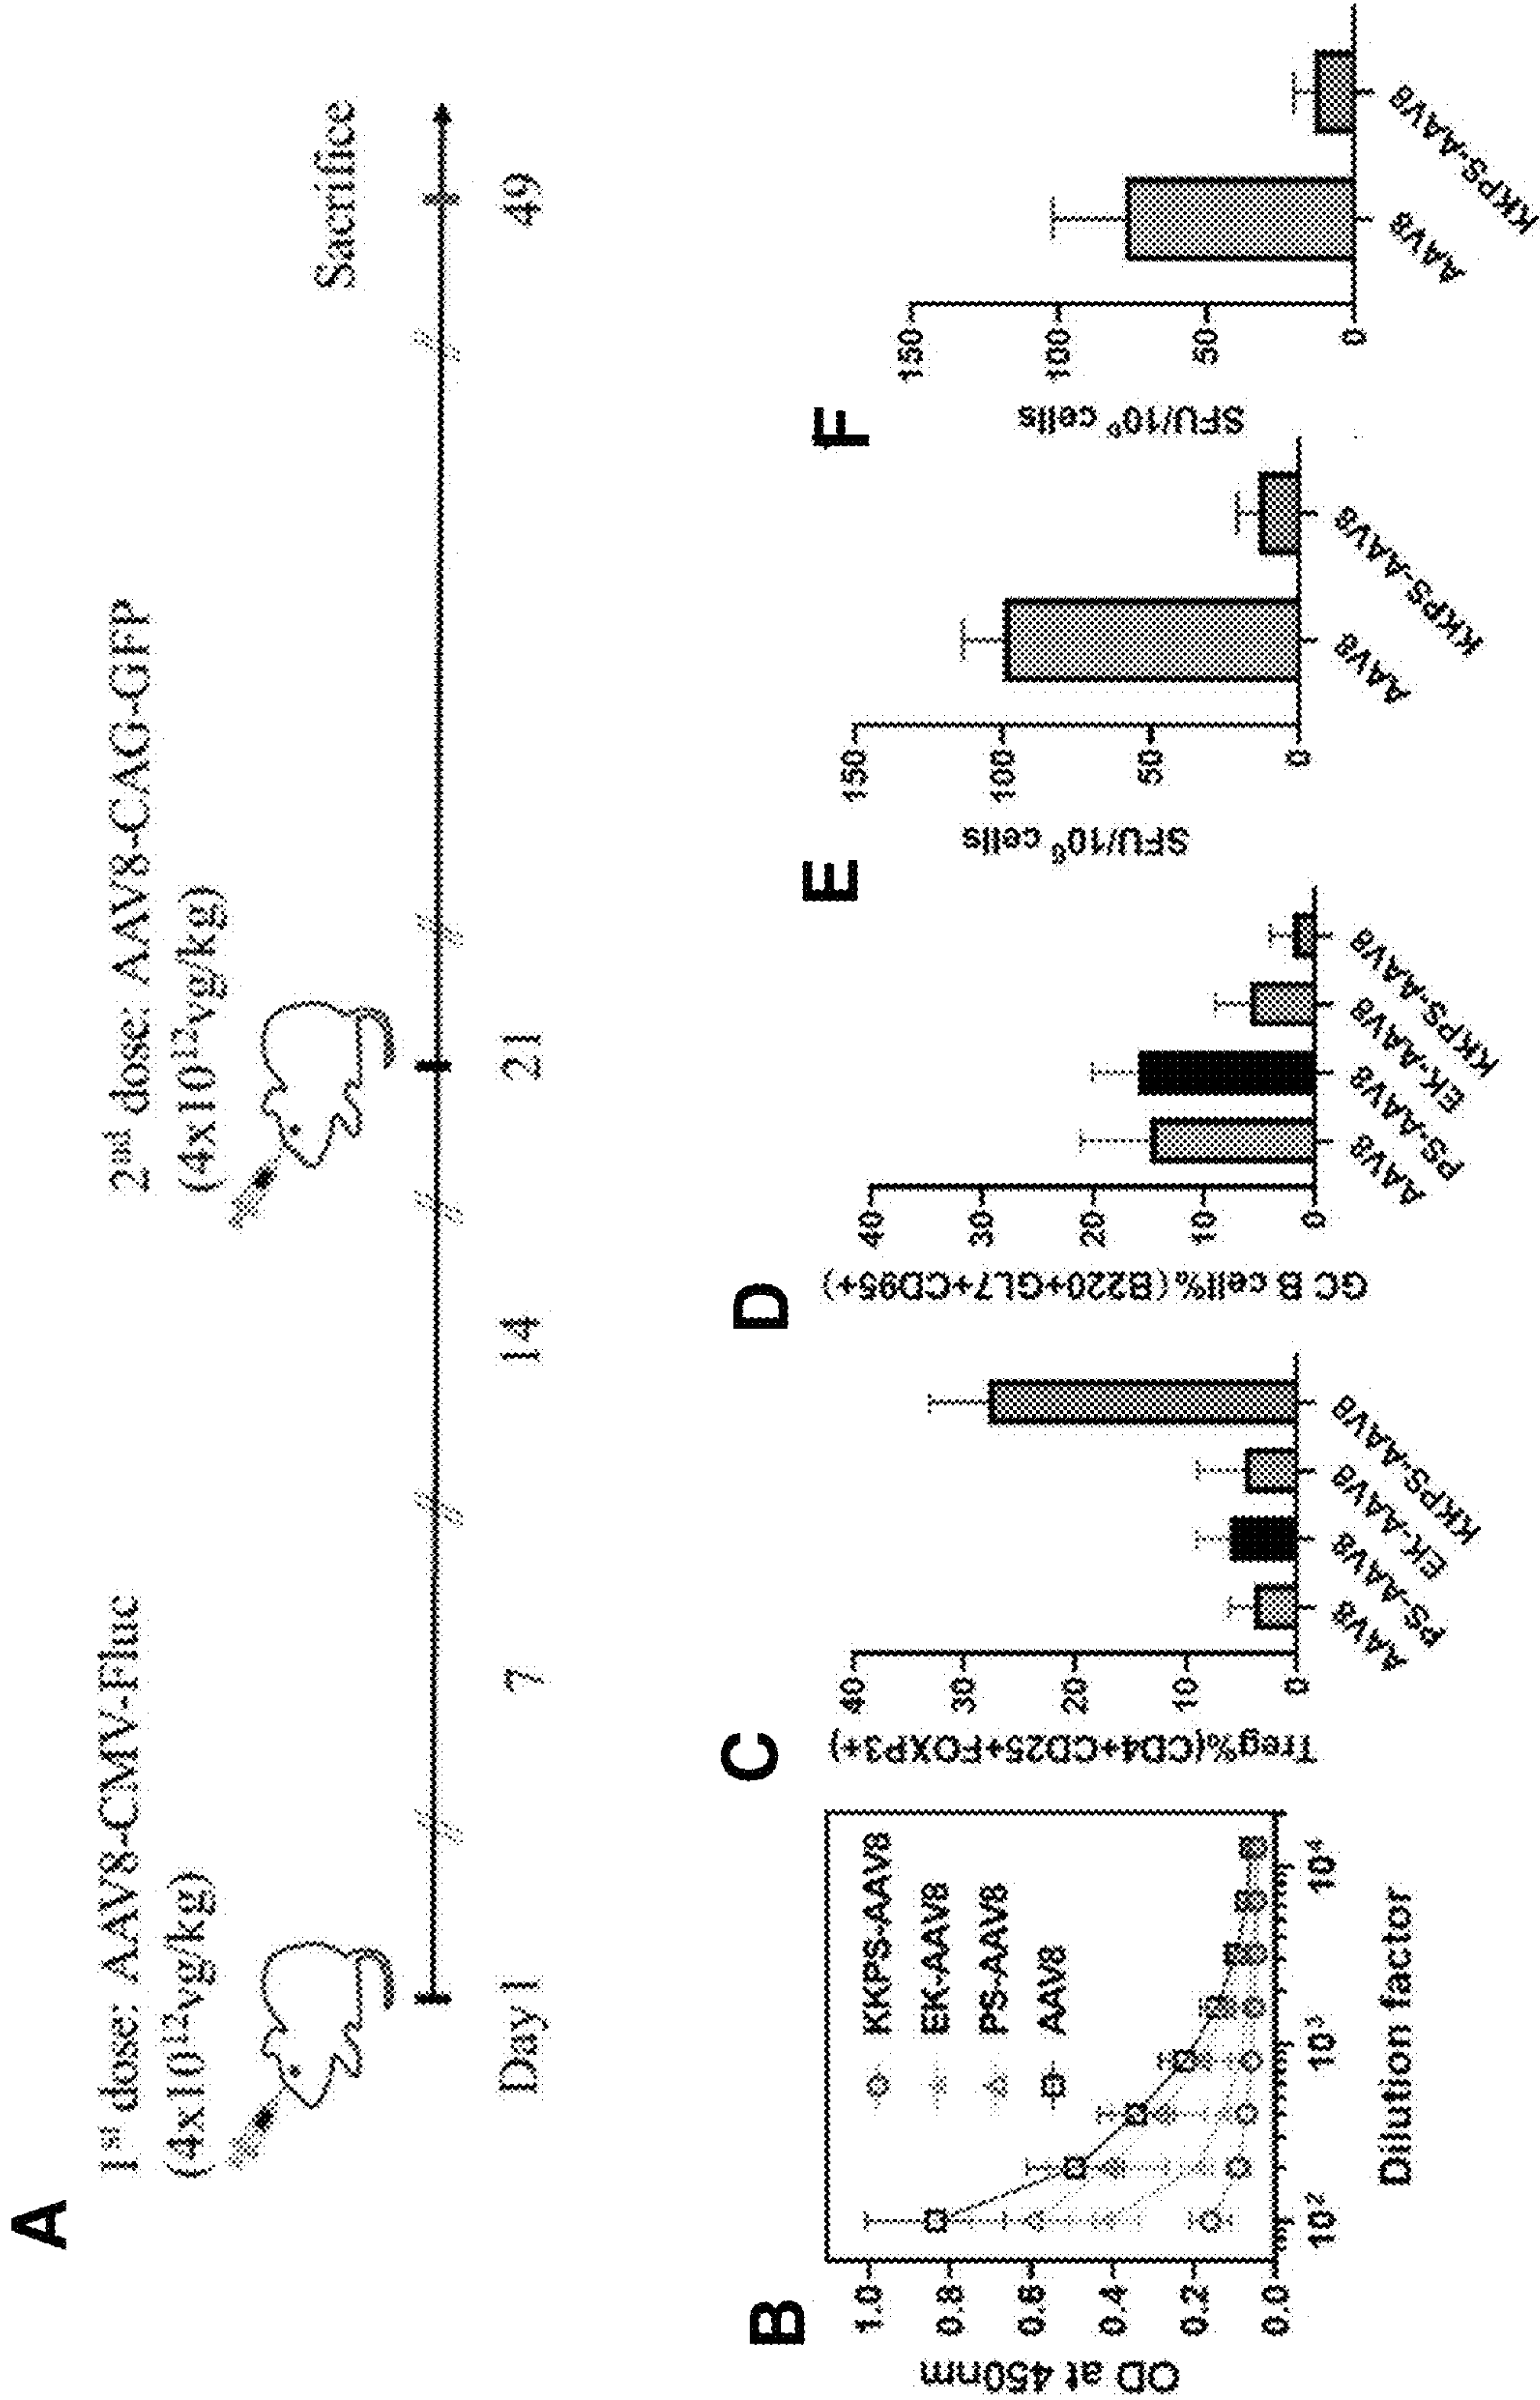 A
1st dose: AAV8-CMV-Fluc
(4x10^12 vg/kg)
2nd dose: AAV8-CAG-GFP
(4x10^12 vg/kg)
Sacrifice
Day1
7
14
21
49
B
OD at 450nm
1.0
0.8
0.6
0.4
0.2
0.0
KKPS-AAV8
EK-AAV8
PS-AAV8
AAV8
10^2
10^3
10^4
Dilution factor
C
Treg%(CD4+CD25+FOXP3+)
40
30
20
10
0
AAV8
PS-AAV8
EK-AAV8
KKPS-AAV8
D
GC B cell% (B220+GL7+CD95+)
40
30
20
10
0
AAV8
PS-AAV8
EK-AAV8
KKPS-AAV8
E
SFU/10^6 cells
150
100
50
0
AAV8
KKPS-AAV8
F
SFU/10^6 cells
150
100
50
0
AAV8
KKPS-AAV8